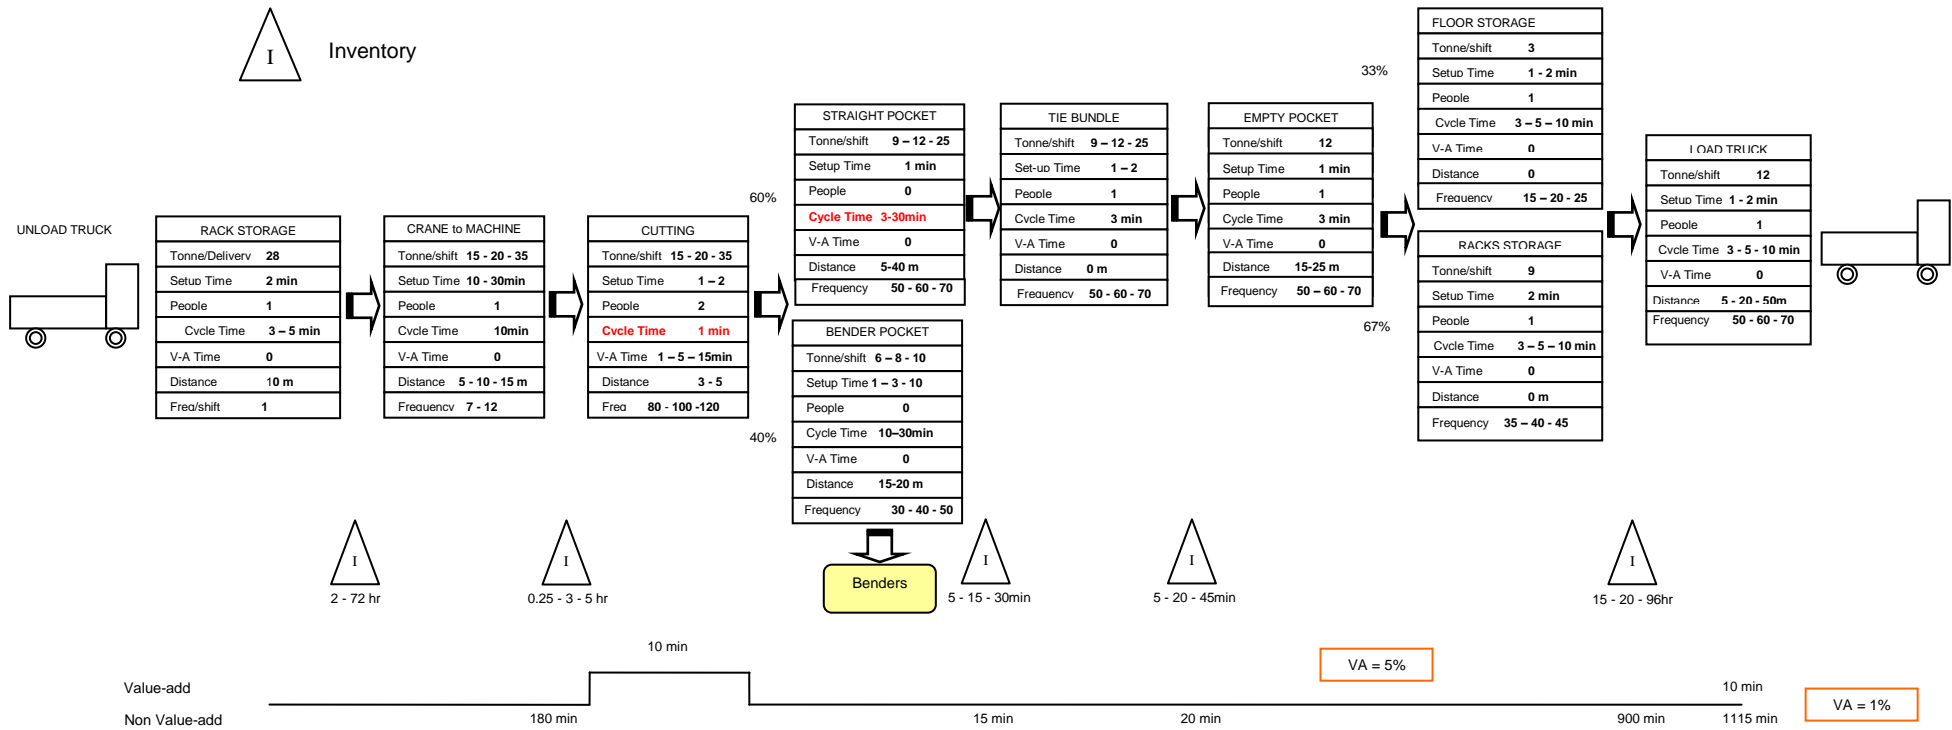 I
Inventory
UNLOAD TRUCK
RACK STORAGE
Tonne/Delivery 28
Setup Time 2 min
People 1
Cycle Time 3 – 5 min
V-A Time 0
Distance 10 m
Freq/shift 1
CRANE to MACHINE
Tonne/shift 15 - 20 - 35
Setup Time 10 - 30min
People 1
Cycle Time 10min
V-A Time 0
Distance 5 - 10 - 15 m
Frequency 7 - 12
CUTTING
Tonne/shift 15 - 20 - 35
Setup Time 1 – 2
People 2
Cycle Time 1 min
V-A Time 1 – 5 – 15min
Distance 3 - 5
Freq 80 - 100 -120
60%
40%
STRAIGHT POCKET
Tonne/shift 9 – 12 - 25
Setup Time 1 min
People 0
Cycle Time 3-30min
V-A Time 0
Distance 5-40 m
Frequency 50 - 60 - 70
BENDER POCKET
Tonne/shift 6 – 8 - 10
Setup Time 1 – 3 - 10
People 0
Cycle Time 10–30min
V-A Time 0
Distance 15-20 m
Frequency 30 - 40 - 50
Benders
TIE BUNDLE
Tonne/shift 9 – 12 - 25
Set-up Time 1 – 2
People 1
Cycle Time 3 min
V-A Time 0
Distance 0 m
Frequency 50 - 60 - 70
EMPTY POCKET
Tonne/shift 12
Setup Time 1 min
People 1
Cycle Time 3 min
V-A Time 0
Distance 15-25 m
Frequency 50 – 60 - 70
33%
67%
FLOOR STORAGE
Tonne/shift 3
Setup Time 1 - 2 min
People 1
Cycle Time 3 – 5 – 10 min
V-A Time 0
Distance 0
Frequency 15 – 20 - 25
RACKS STORAGE
Tonne/shift 9
Setup Time 2 min
People 1
Cycle Time 3 – 5 – 10 min
V-A Time 0
Distance 0 m
Frequency 35 – 40 - 45
LOAD TRUCK
Tonne/shift 12
Setup Time 1 - 2 min
People 1
Cycle Time 3 - 5 - 10 min
V-A Time 0
Distance 5 - 20 - 50m
Frequency 50 - 60 - 70
I
2 - 72 hr
I
0.25 - 3 - 5 hr
I
5 - 15 - 30min
I
5 - 20 - 45min
I
15 - 20 - 96hr
10 min
VA = 5%
Value-add
10 min
VA = 1%
Non Value-add
180 min
15 min
20 min
900 min
1115 min